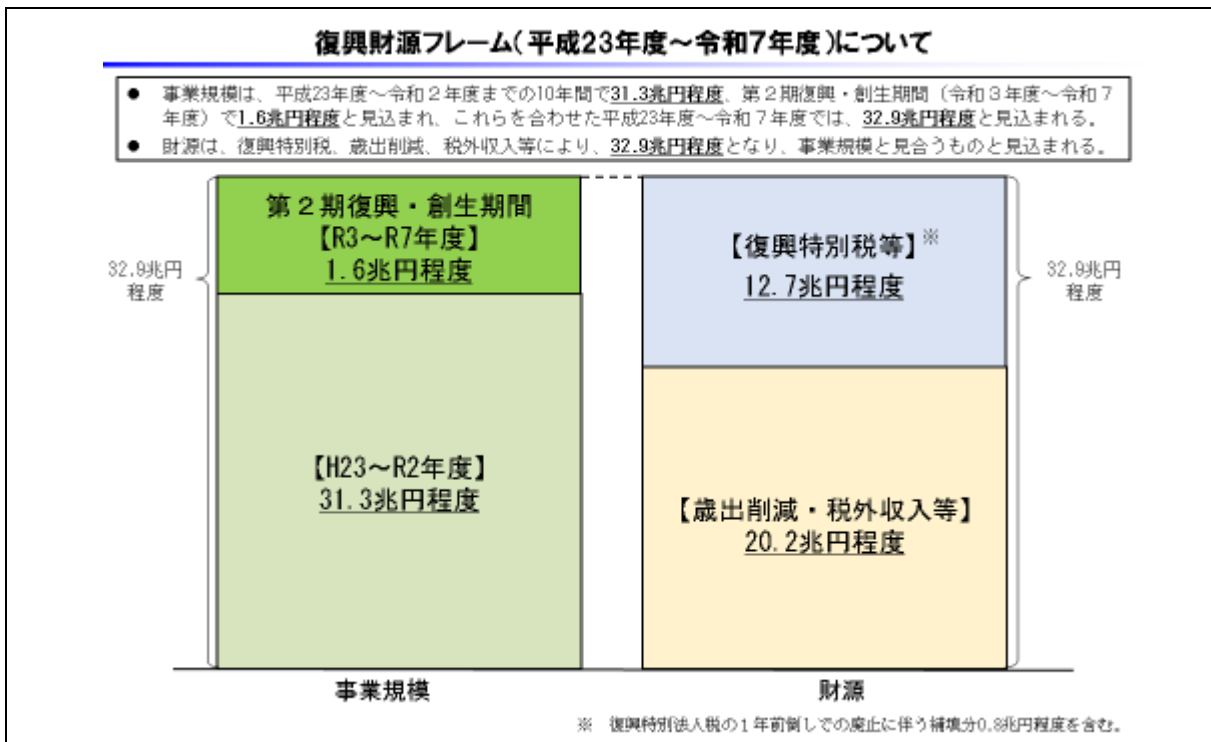 復興財源フレーム(平成23年度～令和7年度)について
● 事業規模は、平成23年度～令和２年度までの10年間で31.3兆円程度、第２期復興・創生期間（令和３年度～令和７
年度）で1.6兆円程度と見込まれ、これらを合わせた平成23年度～令和７年度では、32.9兆円程度と見込まれる。
● 財源は、復興特別税、歳出削減、税外収入等により、32.9兆円程度となり、事業規模と見合うものと見込まれる。
32.9兆円
程度
第２期復興・創生期間
【R3～R7年度】
1.6兆円程度
【H23～R2年度】
31.3兆円程度
事業規模
【復興特別税等】※
12.7兆円程度
【歳出削減・税外収入等】
20.2兆円程度
財源
32.9兆円
程度
※ 復興特別法人税の１年前倒しでの廃止に伴う補填分0.8兆円程度を含む。